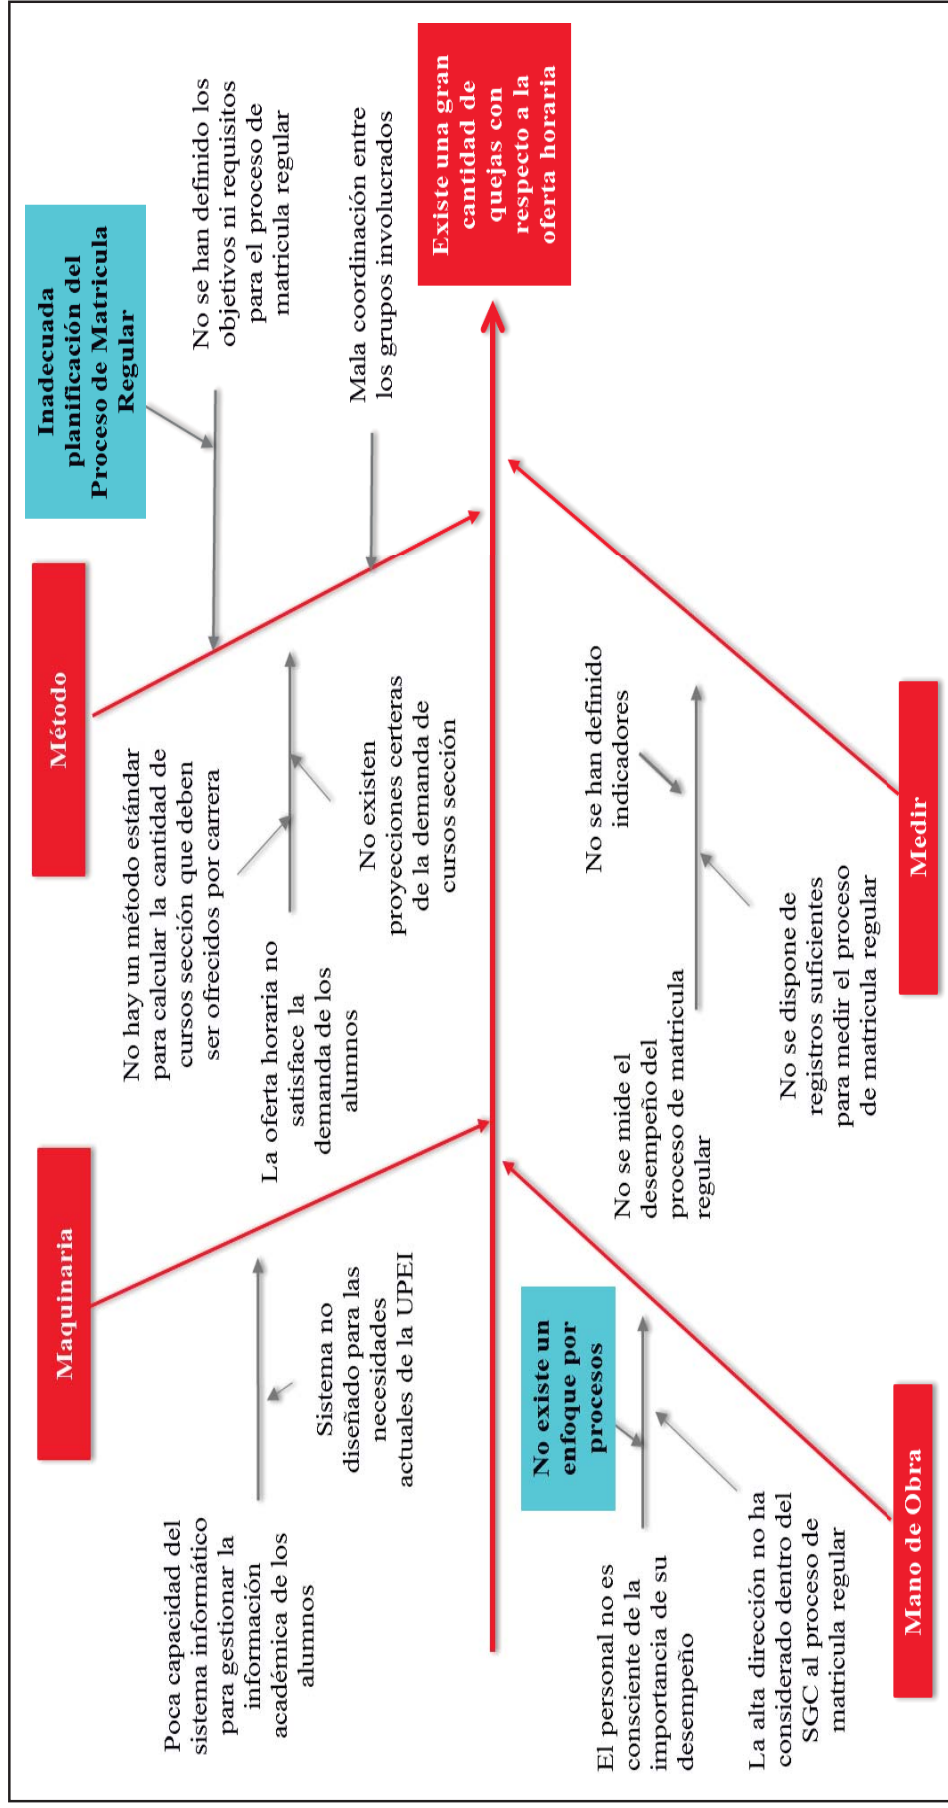 Maquinaria
Poca capacidad del
sistema informático
para gestionar la
información
académica de los
alumnos
Sistema no
diseñado para las
necesidades
actuales de la UPEI
Método
No hay un método estándar
para calcular la cantidad de
cursos sección que deben
ser ofrecidos por carrera
La oferta horaria no
satisface la
demanda de los
alumnos
No existen
proyecciones certeras
de la demanda de
cursos sección
Inadecuada
planificación del
Proceso de Matricula
Regular
No se han definido los
objetivos ni requisitos
para el proceso de
matricula regular
Mala coordinación entre
los grupos involucrados
Existe una gran
cantidad de
quejas con
respecto a la
oferta horaria
No existe un
enfoque por
procesos
El personal no es
consciente de la
importancia de su
desempeño
La alta dirección no ha
considerado dentro del
SGC al proceso de
matricula regular
Mano de Obra
No se han definido
indicadores
No se mide el
desempeño del
proceso de matricula
regular
No se dispone de
registros suficientes
para medir el proceso
de matricula regular
Medir